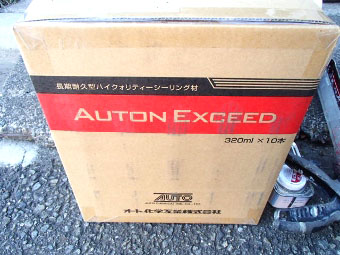 長期耐久型ハイクオリティーシーリング材
AUTON EXCEED
320ml ×10本
AUTO
オート化学工業株式会社